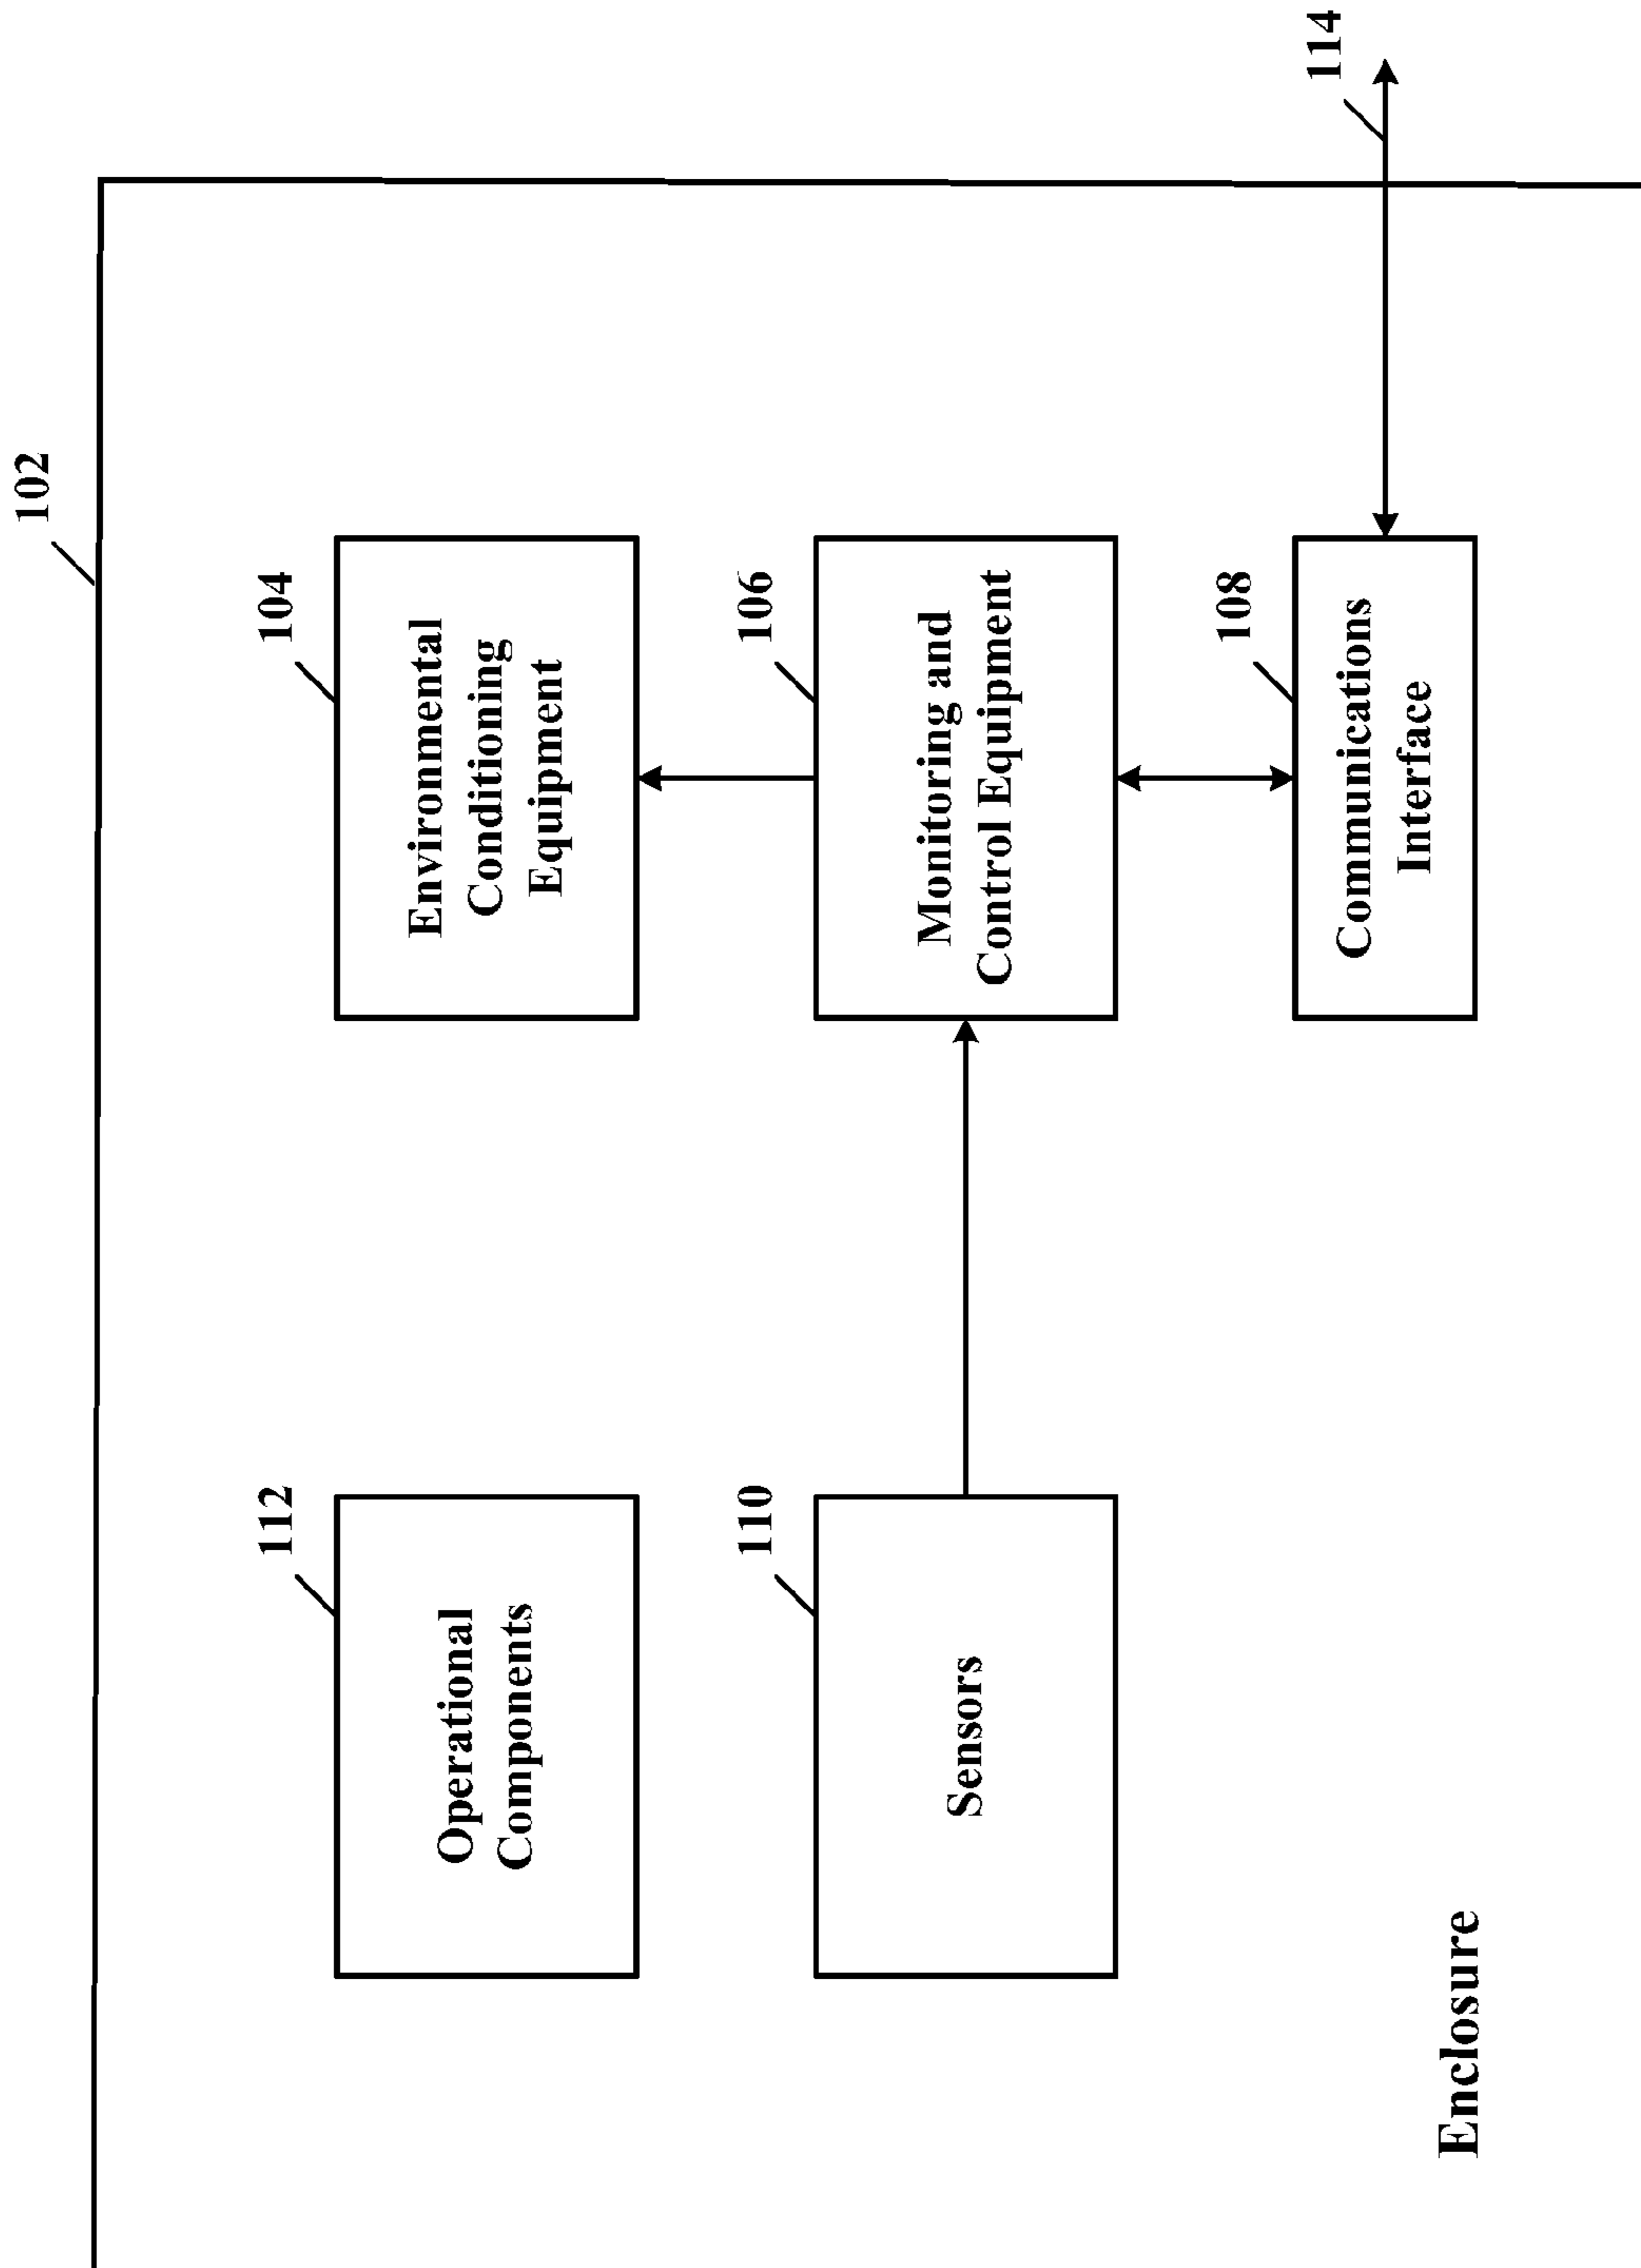 102
112
Operational
Components
104
Environmental
Conditioning
Equipment
110
Sensors
106
Monitoring and
Control Equipment
108
Communications
Interface
114
Enclosure